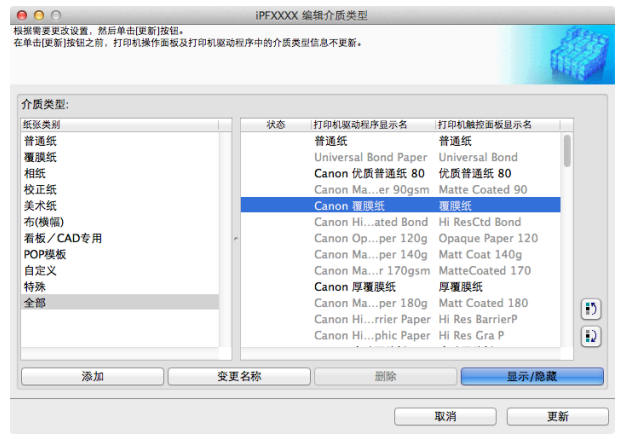 iPFXXXX 编辑介质类型
根据需要更改设置，然后单击[更新]按钮。
在单击[更新]按钮之前，打印机操作面板及打印机驱动程序中的介质类型信息不更新。
介质类型:
纸张类别
普通纸
覆膜纸
相纸
校正纸
美术纸
布(横幅)
看板／CAD专用
POP模板
自定义
特殊
全部
状态 打印机驱动程序显示名 打印机触控面板显示名
普通纸 普通纸
Universal Bond Paper Universal Bond
Canon 优质普通纸 80 优质普通纸 80
Canon Ma...er 90gsm Matte Coated 90
Canon 覆膜纸 覆膜纸
Canon Hi...ated Bond Hi ResCtd Bond
Canon Op...per 120g Opaque Paper 120
Canon Ma...per 140g Matt Coat 140g
Canon Ma...r 170gsm MatteCoated 170
Canon 厚覆膜纸 厚覆膜纸
Canon Ma...per 180g Matt Coated 180
Canon Hi...rrier Paper Hi Res BarrierP
Canon Hi...phic Paper Hi Res Gra P
添加 变更名称 删除 显示/隐藏
取消 更新